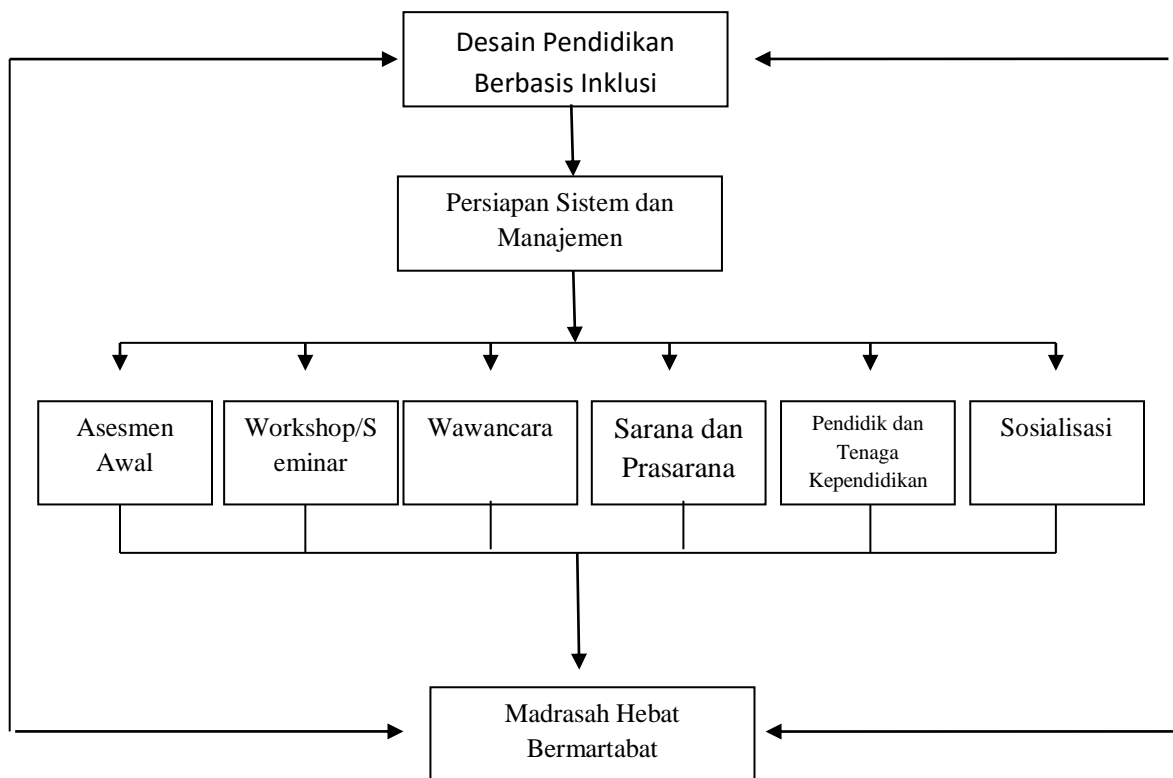 Desain Pendidikan
Berbasis Inklusi
Persiapan Sistem dan
Manajemen
Asesmen
Awal
Workshop/S
eminar
Wawancara
Sarana dan
Prasarana
Pendidik dan
Tenaga
Kependidikan
Sosialisasi
Madrasah Hebat
Bermartabat